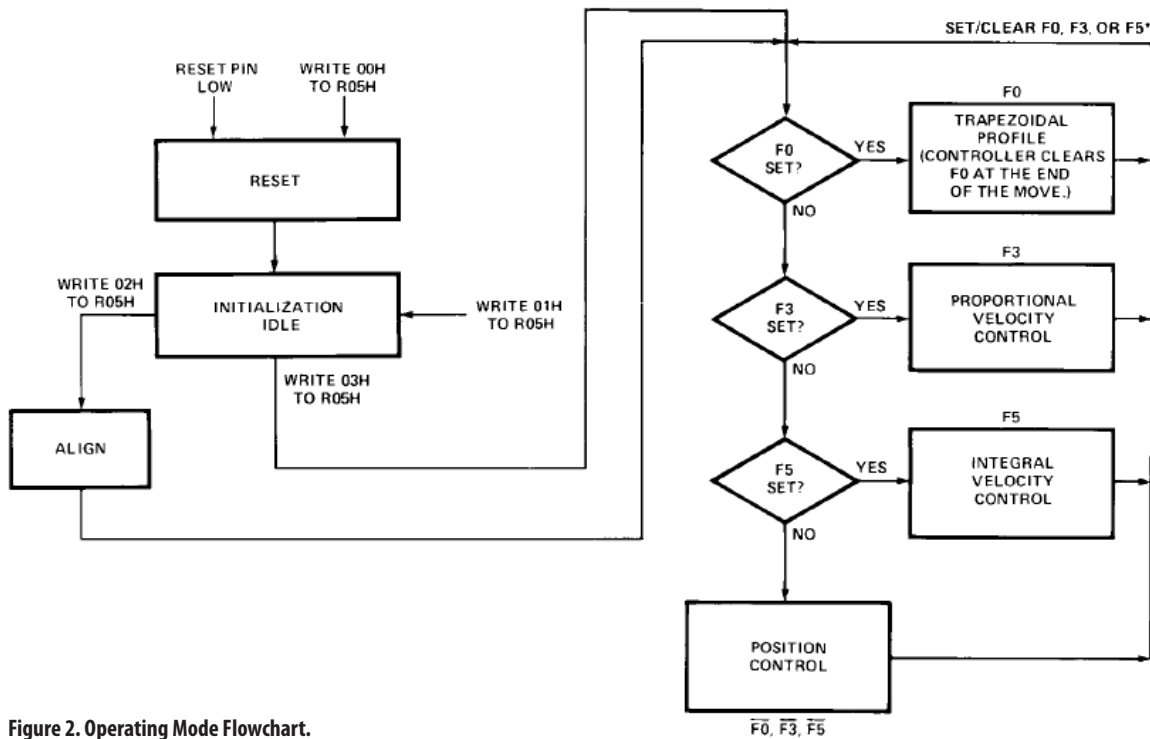 SET/CLEAR F0, F3, OR F5*
RESET PIN
LOW
WRITE 00H
TO R05H
RESET
WRITE 02H
TO R05H
INITIALIZATION
IDLE
WRITE 01H
TO R05H
WRITE 03H
TO R05H
ALIGN
F0
SET?
YES
NO
F0
TRAPEZOIDAL
PROFILE
(CONTROLLER CLEARS
F0 AT THE END
OF THE MOVE.)
F3
SET?
YES
NO
F3
PROPORTIONAL
VELOCITY
CONTROL
F5
SET?
YES
NO
F5
INTEGRAL
VELOCITY
CONTROL
POSITION
CONTROL
F̅0̅, F̅3̅, F̅5̅
Figure 2. Operating Mode Flowchart.